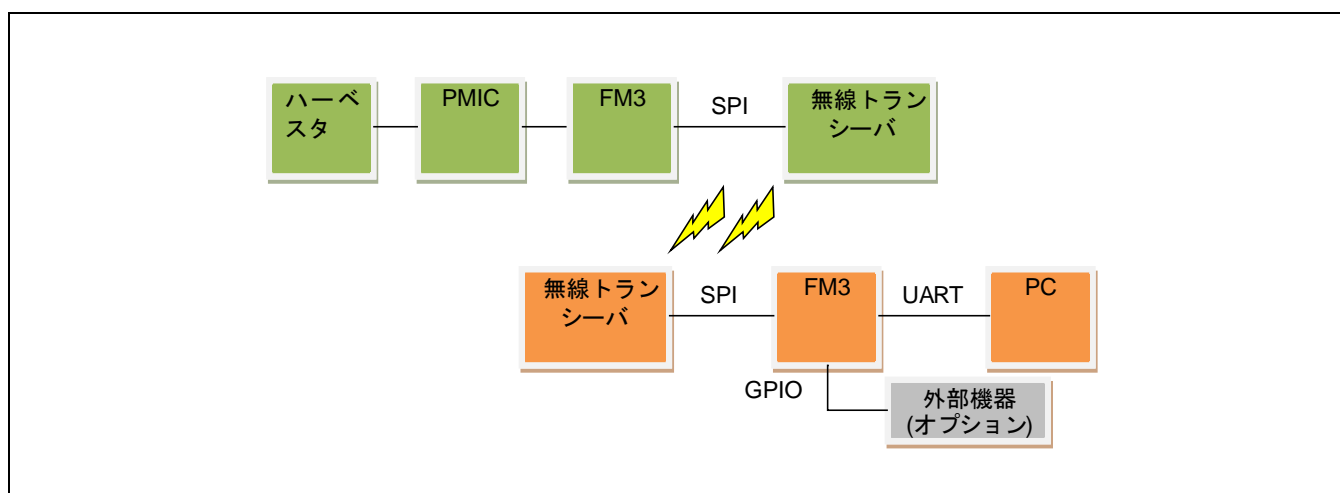 ハーベ
スタ
PMIC
FM3
SPI
無線トラン
シーバ
無線トラン
シーバ
SPI
FM3
UART
PC
GPIO
外部機器
(オプション)